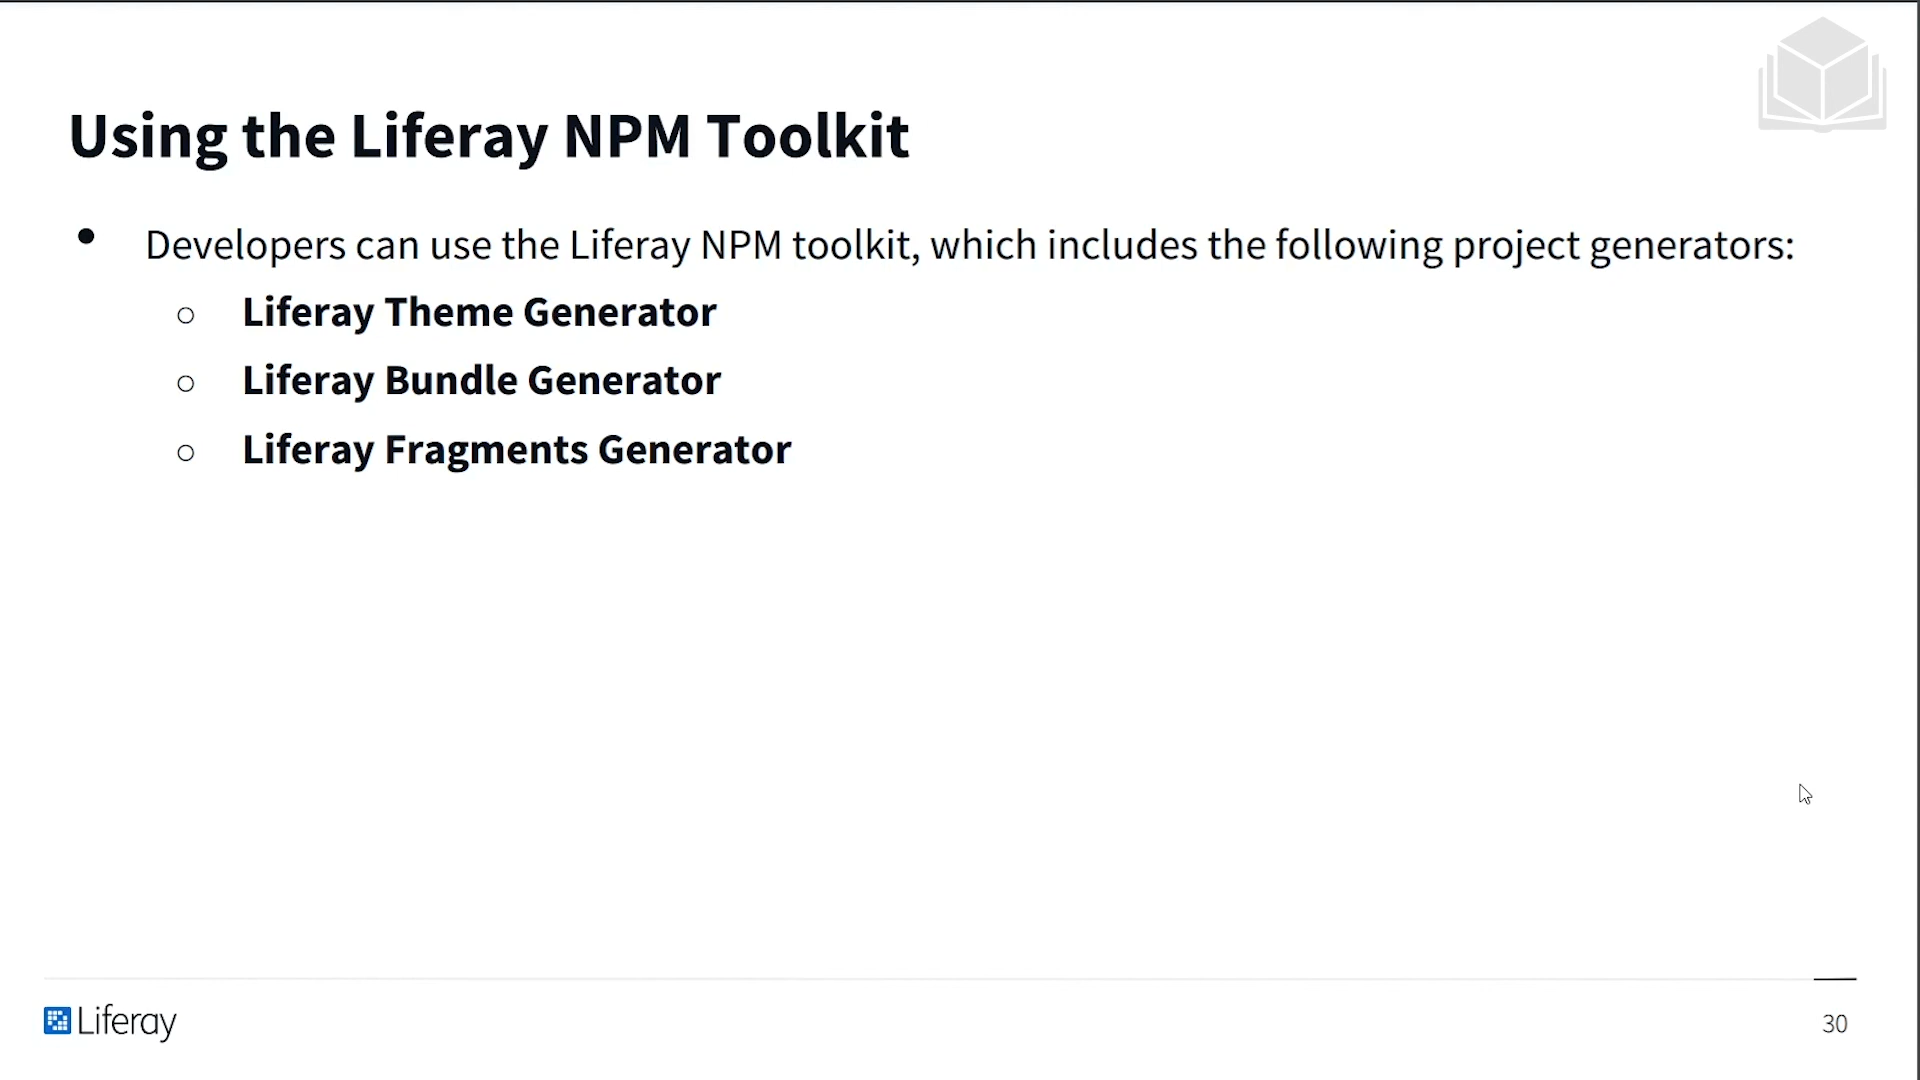 Using the Liferay NPM Toolkit
● Developers can use the Liferay NPM toolkit, which includes the following project generators:
○ Liferay Theme Generator
○ Liferay Bundle Generator
○ Liferay Fragments Generator
Liferay
30